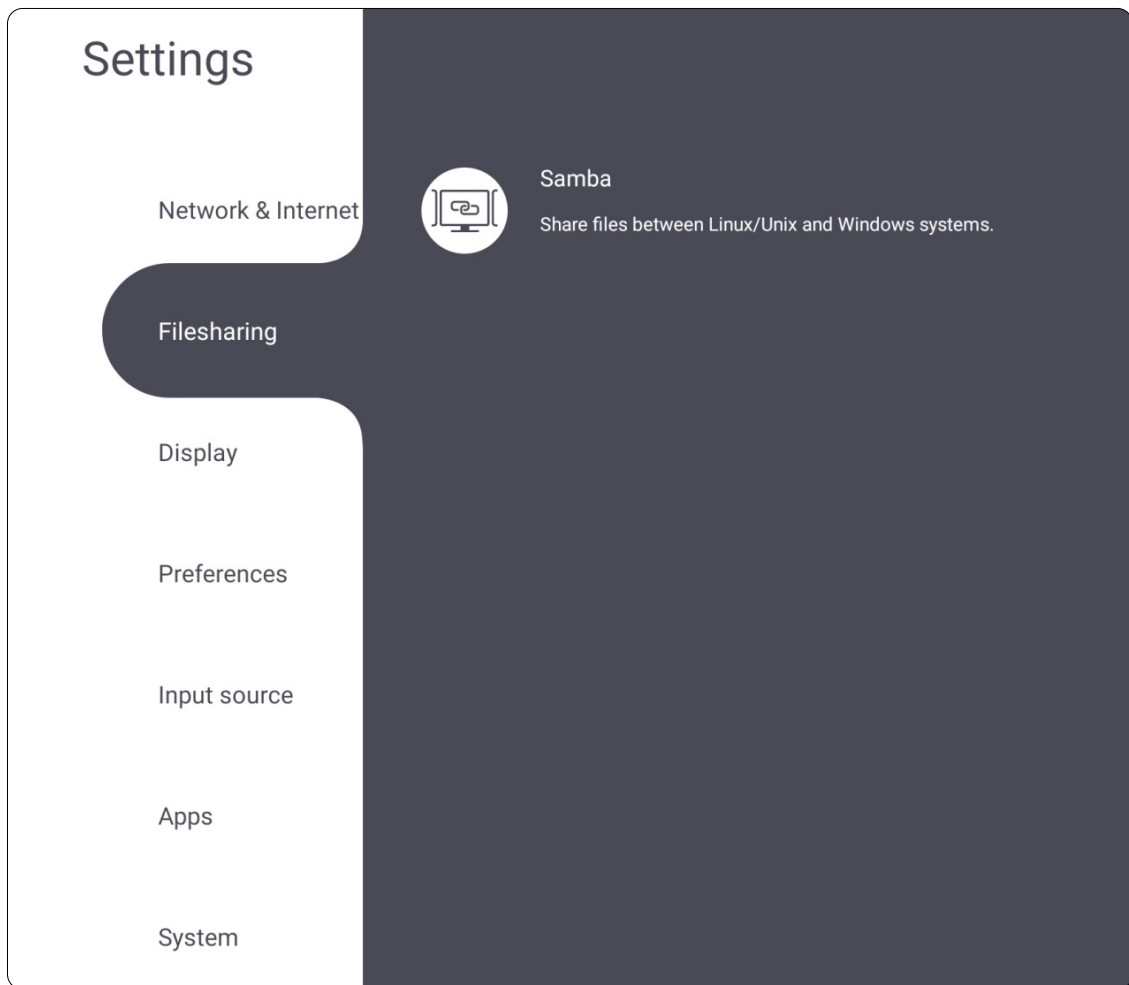 Settings
Network & Internet
Filesharing
Display
Preferences
Input source
Apps
System
Samba
Share files between Linux/Unix and Windows systems.